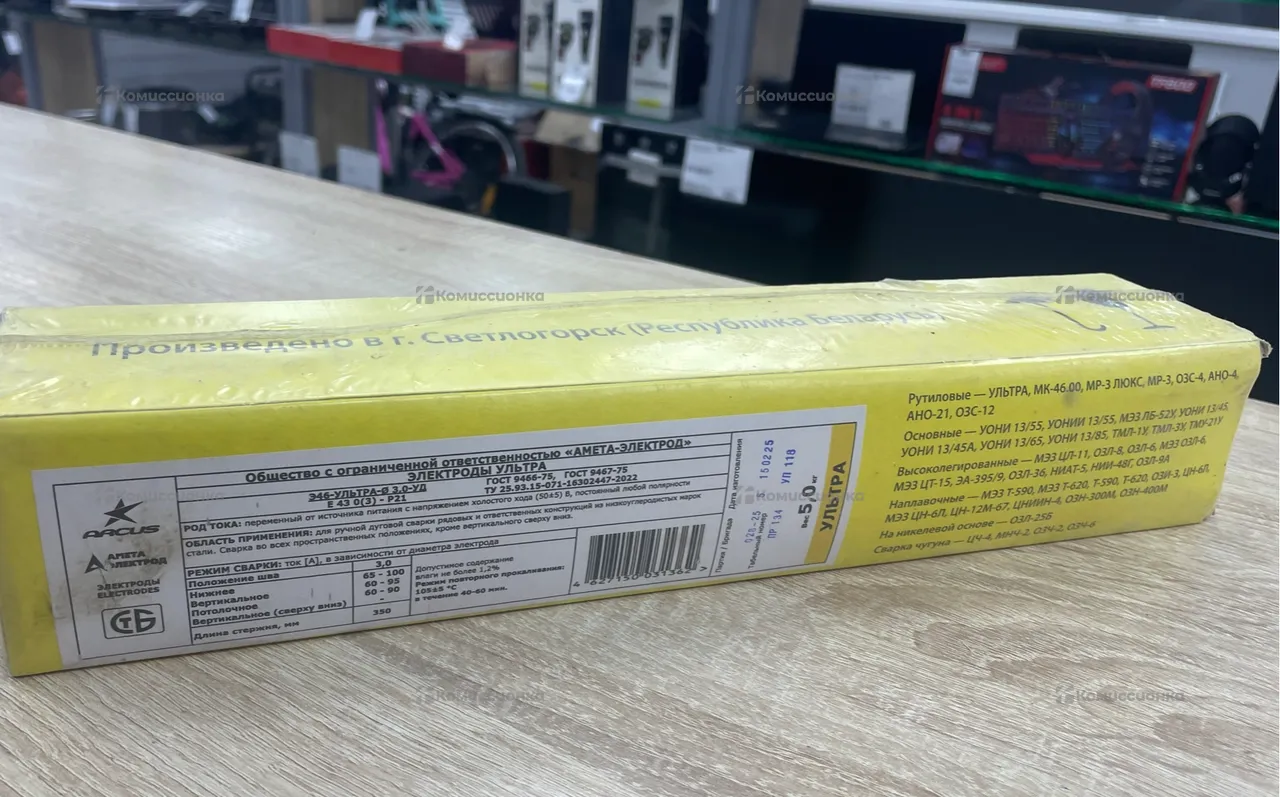 Комиссионка
Комиссионка
Комиссионка
Комиссионка
Произведено в г. Светлогорск (Республика Беларусь)
Общество с ограниченной ответственностью «АМЕТА-ЭЛЕКТРОД»
ЭЛЕКТРОДЫ УЛЬТРА
Э46-УЛЬТРА-Ø 3,0-УД
Е 43 0(3) - Р21
ГОСТ 9466-75, ГОСТ 9467-75
ТУ 25.93.15-071-16302447-2022
РОД ТОКА: переменный от источника питания с напряжением холостого хода (50±5) В, постоянный любой полярности
ОБЛАСТЬ ПРИМЕНЕНИЯ: для ручной дуговой сварки рядовых и ответственных конструкций из низкоуглеродистых марок
стали. Сварка во всех пространственных положениях, кроме вертикального сверху вниз.
РЕЖИМ СВАРКИ: ток [А], в зависимости от диаметра электрода
Положение шва 3,0
Нижнее 65 - 100
Вертикальное 60 - 95
Потолочное 60 - 90
Вертикальное (сверху вниз) -
Длина стержня, мм 350
Допустимое содержание
влаги не более 1,2%
Режим повторного прокаливания:
105±5 °С
в течение 40-60 мин.
4 627150 031362
ARCUS
АМЕТА
ЭЛЕКТРОД
ЭЛЕКТРОДЫ
ELECTRODES
СТБ
Партка / Бригада Дата изготовления
028-25 5. 150225
Табельный номер
ПР 134 УП 118
Вес 5,0 кг
УЛЬТРА
Рутиловые — УЛЬТРА, МК-46.00, МР-3 ЛЮКС, МР-3, ОЗС-4, АНО-4,
АНО-21, ОЗС-12
Основные — УОНИ 13/55, УОНИИ 13/55, МЭЗ ЛБ-52У, УОНИ 13/45,
УОНИ 13/45А, УОНИ 13/65, УОНИ 13/85, ТМЛ-1У, ТМЛ-3У, ТМУ-21У
Высоколегированные — МЭЗ ЦЛ-11, ОЗЛ-8, ОЗЛ-6, МЭЗ ОЗЛ-6,
МЭЗ ЦТ-15, ЭА-395/9, ОЗЛ-36, НИАТ-5, НИИ-48Г, ОЗЛ-9А
Наплавочные — МЭЗ Т-590, МЭЗ Т-620, Т-590, Т-620, ОЗИ-3, ЦН-6Л,
МЭЗ ЦН-6Л, ЦН-12М-67, ЦНИИН-4, ОЗН-300М, ОЗН-400М
На никелевой основе — ОЗЛ-25Б
Сварка чугуна — ЦЧ-4, МНЧ-2, ОЗЧ-2, ОЗЧ-6
Комиссионка
Комиссионка